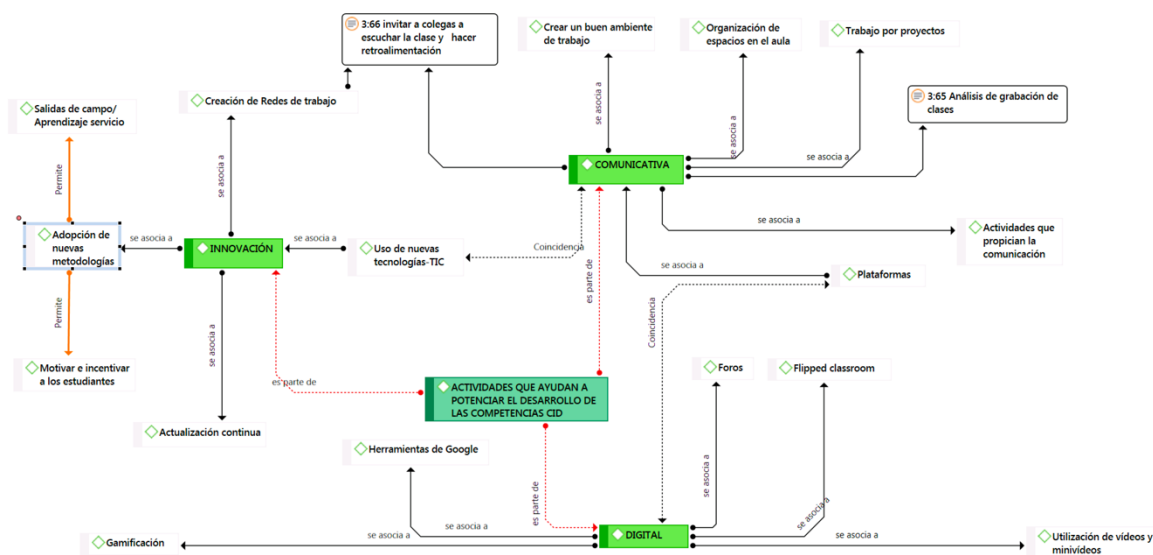 3:66 invitar a colegas a
escuchar la clase y hacer
retroalimentación
Crear un buen ambiente
de trabajo
Organización de
espacios en el aula
Trabajo por proyectos
Salidas de campo/
Aprendizaje servicio
Creación de Redes de trabajo
3:65 Análisis de grabación de
clases
se asocia a
se asocia a
se asocia a
se asocia a
Permite
se asocia a
COMUNICATIVA
Adopción de
nuevas
metodologías
se asocia a
INNOVACIÓN
se asocia a
Uso de nuevas
tecnologías-TIC
Coincidencia
se asocia a
Actividades que
propician la
comunicación
se asocia a
Plataformas
es parte de
Coincidencia
Permite
se asocia a
Motivar e incentivar
a los estudiantes
es parte de
ACTIVIDADES QUE AYUDAN A
POTENCIAR EL DESARROLLO DE
LAS COMPETENCIAS CID
Foros
Flipped classroom
Actualización continua
Herramientas de Google
es parte de
se asocia a
se asocia a
se asocia a
Gamificación
se asocia a
DIGITAL
se asocia a
Utilización de vídeos y
minivídeos